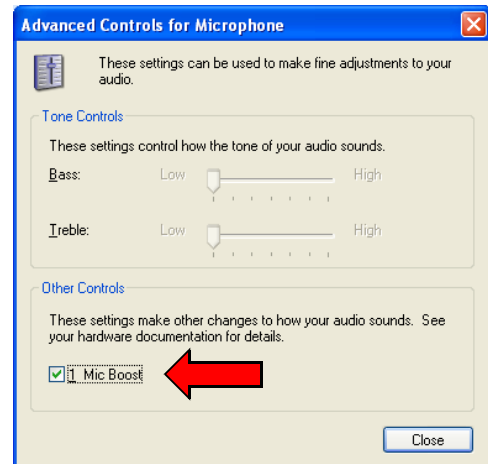 Advanced Controls for Microphone
These settings can be used to make fine adjustments to your
audio.
Tone Controls
These settings control how the tone of your audio sounds.
Bass: Low High
Treble: Low High
Other Controls
These settings make other changes to how your audio sounds. See
your hardware documentation for details.
1 Mic Boost
Close